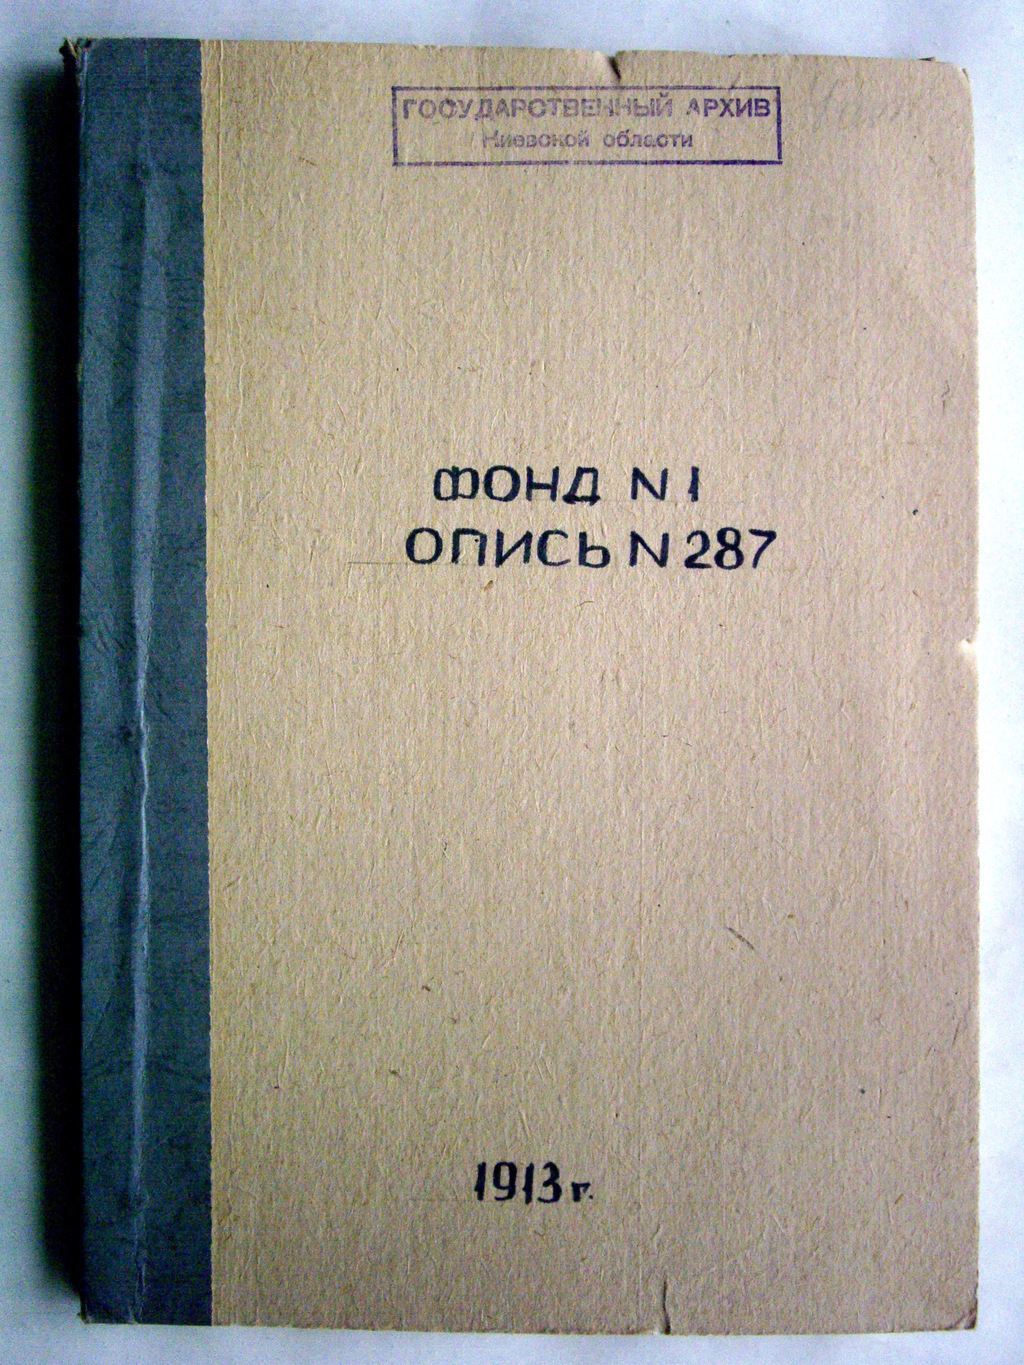 ГОСУДАРСТВЕННЫЙ АРХИВ
Киевской области
ФОНД N 1
ОПИСЬ N 287
1913 г.